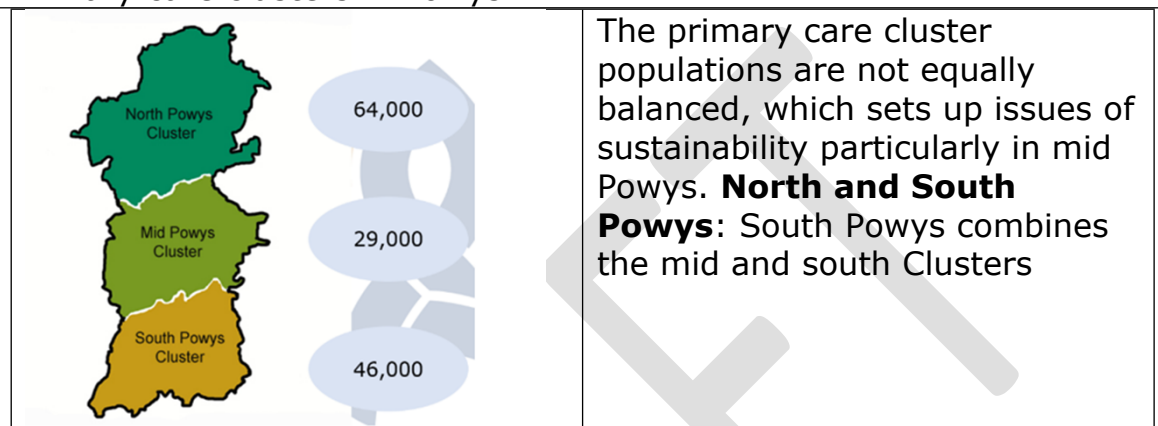 North Powys
Cluster
64,000
Mid Powys
Cluster
29,000
South Powys
Cluster
46,000
The primary care cluster
populations are not equally
balanced, which sets up issues of
sustainability particularly in mid
Powys. North and South
Powys: South Powys combines
the mid and south Clusters